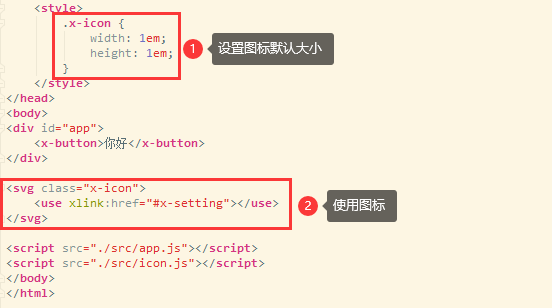 <style>
.x-icon {
width: 1em;
height: 1em;
}
1 设置图标默认大小
</style>
</head>
<body>
<div id="app">
<x-button>你好</x-button>
</div>
<svg class="x-icon">
<use xlink:href="#x-setting"></use>
2 使用图标
</svg>
<script src="./src/app.js"></script>
<script src="./src/icon.js"></script>
</body>
</html>